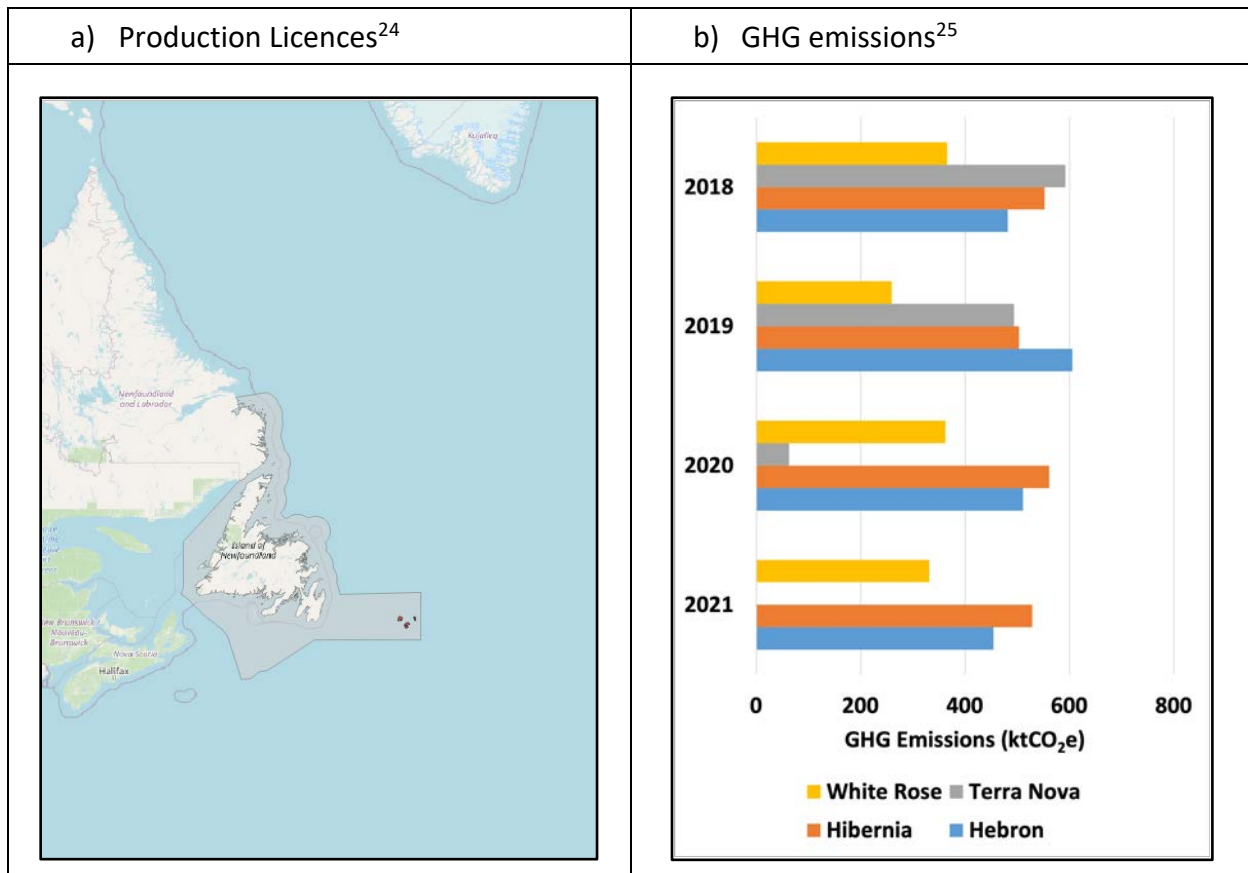 a) Production Licences24
b) GHG emissions25
Kujalleq
Newfoundland
and Labrador
Island of
Newfoundland
New Brunswick /
Nouveau-
Brunswick
Nova Scotia
Halifax
2018
2019
2020
2021
0 200 400 600 800
GHG Emissions (ktCO2e)
White Rose Terra Nova
Hibernia Hebron